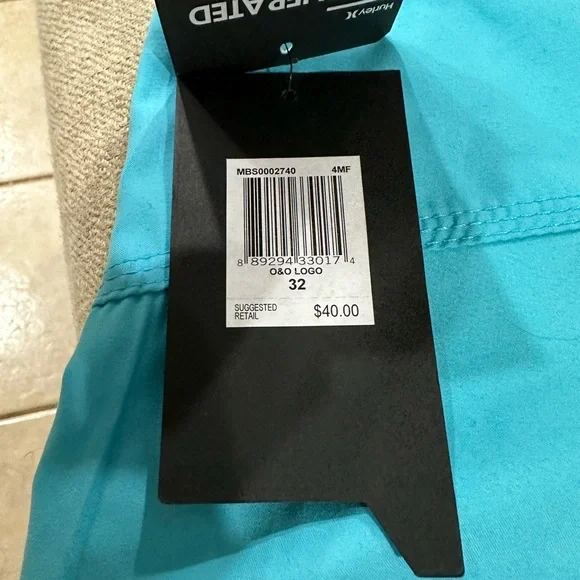 Hurley
MBS0002740 4MF
8 89294 33017 4
O&O LOGO
32
SUGGESTED
RETAIL
$40.00